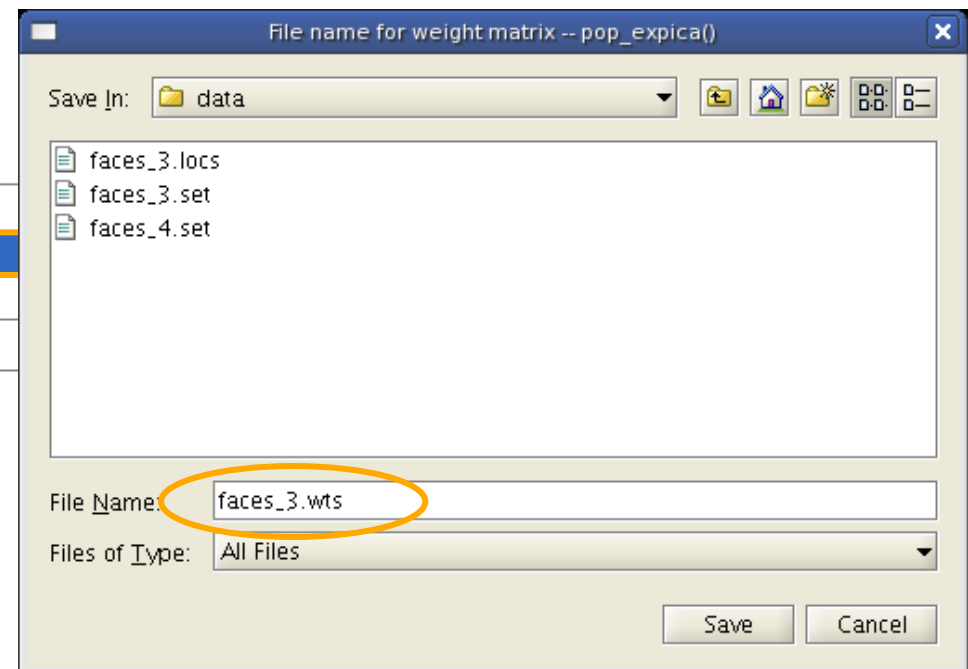 File name for weight matrix -- pop_expica()
Save In: data
faces_3.locs
faces_3.set
faces_4.set
File Name: faces_3.wts
Files of Type: All Files
Save Cancel